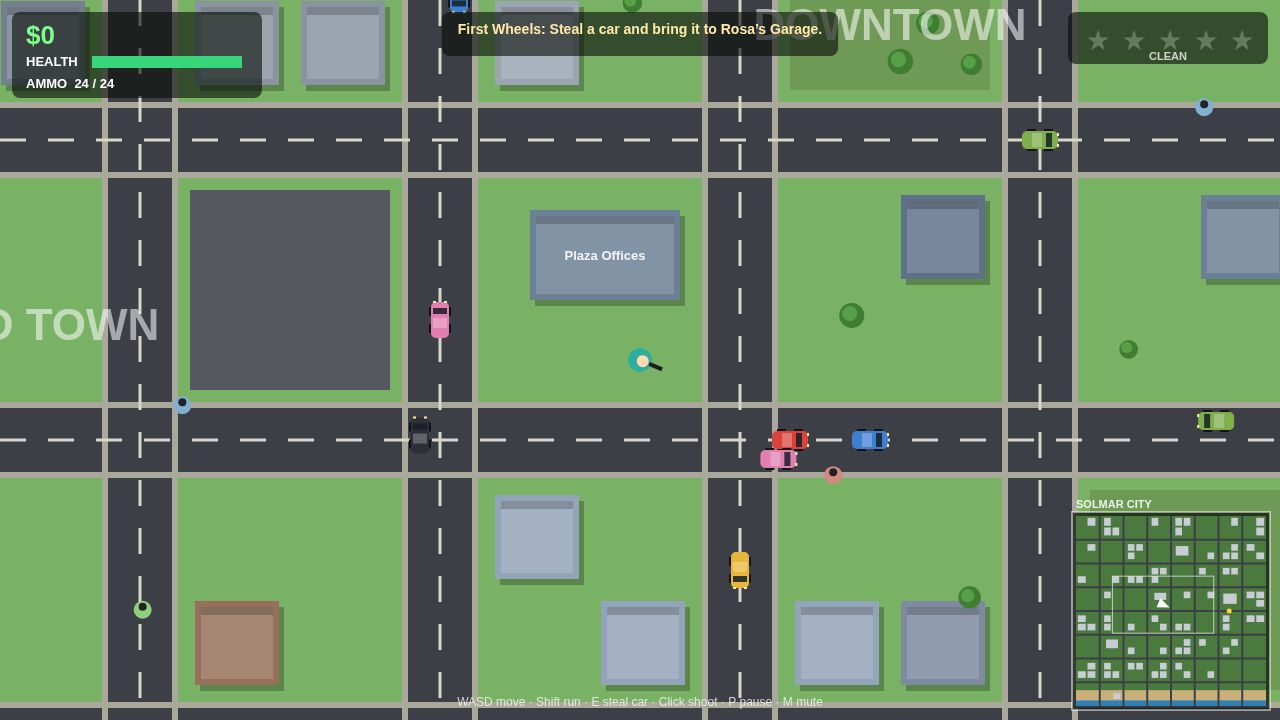 $0
HEALTH
AMMO 24 / 24
First Wheels: Steal a car and bring it to Rosa's Garage.
DOWNTOWN
CLEAN
Plaza Offices
TOWN
SOLMAR CITY
WASD move · Shift run · E steal car · Click shoot · P pause · M mute